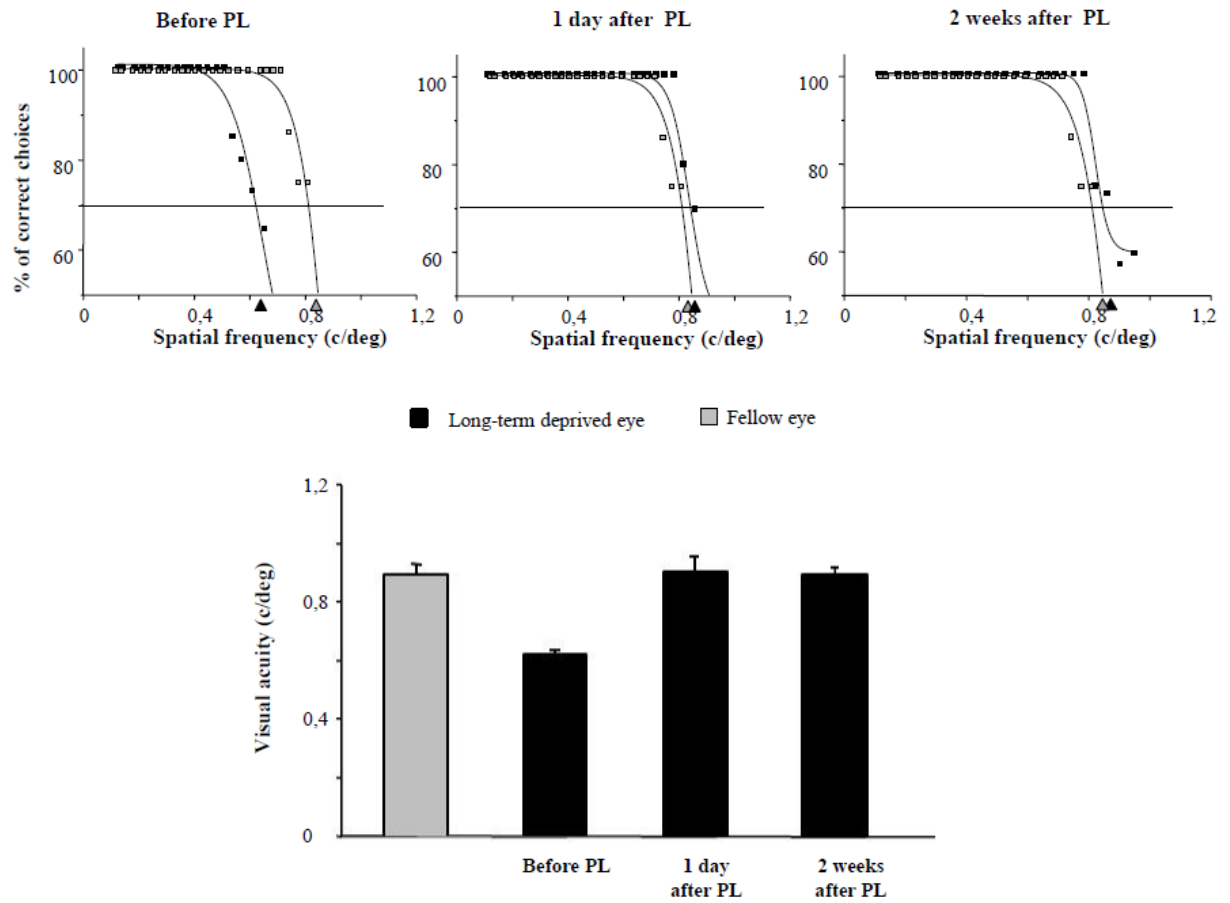 Before PL
1 day after PL
2 weeks after PL
% of correct choices
100
80
60
0
0,4
0,8
1,2
Spatial frequency (c/deg)
100
80
60
0
0,4
0,8
1,2
Spatial frequency (c/deg)
100
80
60
0
0,4
0,8
1,2
Spatial frequency (c/deg)
Long-term deprived eye
Fellow eye
Visual acuity (c/deg)
1,2
0,8
0,4
0
Before PL
1 day
after PL
2 weeks
after PL